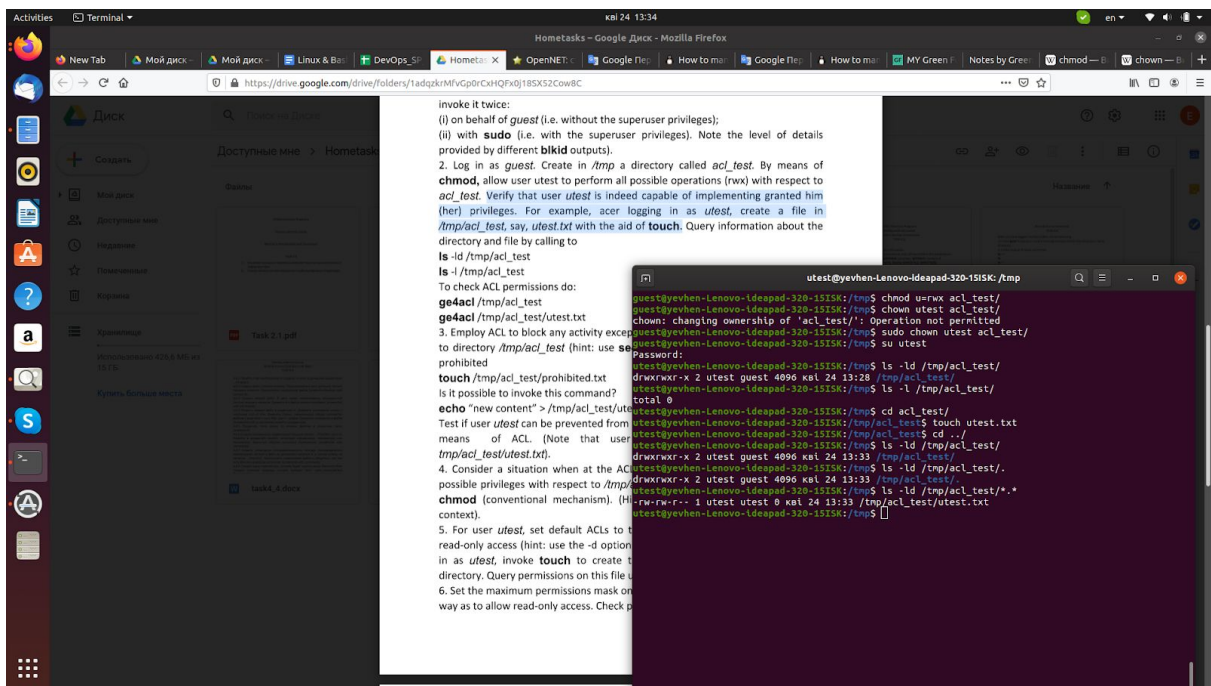 Activities
Terminal
кві 24 13:34
en
Hometasks – Google Диск - Mozilla Firefox
New Tab
Мой диск –
Мой диск –
Linux & Bas
DevOps_SP
Hometas
OpenNET: с
Google Пер
How to mar
Google Пер
How to mar
MY Green F
Notes by Green
chmod — В
chown — В
https://drive.google.com/drive/folders/1adqzkrMfvGp0rCxHQFx0j18SX52Cow8C
Диск
Поиск на Диске
Создать
Доступные мне > Hometask
Мой диск
Доступные мне
Недавние
Помеченные
Корзина
Хранилище
Купить больше места
Файлы
Название
Task 2.1.pdf
task4_4.docx
invoke it twice:
(i) on behalf of guest (i.e. without the superuser privileges);
(ii) with sudo (i.e. with the superuser privileges). Note the level of details
provided by different blkid outputs).
2. Log in as guest. Create in /tmp a directory called acl_test. By means of
chmod, allow user utest to perform all possible operations (rwx) with respect to
acl_test. Verify that user utest is indeed capable of implementing granted him
(her) privileges. For example, acer logging in as utest, create a file in
/tmp/acl_test, say, utest.txt with the aid of touch. Query information about the
directory and file by calling to
ls -ld /tmp/acl_test
ls -l /tmp/acl_test
To check ACL permissions do:
ge4acl /tmp/acl_test
ge4acl /tmp/acl_test/utest.txt
3. Employ ACL to block any activity excep
to directory /tmp/acl_test (hint: use se
prohibited
touch /tmp/acl_test/prohibited.txt
Is it possible to invoke this command?
echo “new content” > /tmp/acl_test/ute
Test if user utest can be prevented from
means of ACL. (Note that user
tmp/acl_test/utest.txt).
4. Consider a situation when at the ACL
possible privileges with respect to /tmp/
chmod (conventional mechanism). (Hi
context).
5. For user utest, set default ACLs to t
read-only access (hint: use the -d option
in as utest, invoke touch to create t
directory. Query permissions on this file u
6. Set the maximum permissions mask on
way as to allow read-only access. Check p
utest@yevhen-Lenovo-ideapad-320-15ISK: /tmp
guest@yevhen-Lenovo-ideapad-320-15ISK:/tmp$ chmod u=rwx acl_test/
guest@yevhen-Lenovo-ideapad-320-15ISK:/tmp$ chown utest acl_test/
chown: changing ownership of 'acl_test/': Operation not permitted
guest@yevhen-Lenovo-ideapad-320-15ISK:/tmp$ sudo chown utest acl_test/
guest@yevhen-Lenovo-ideapad-320-15ISK:/tmp$ su utest
Password:
utest@yevhen-Lenovo-ideapad-320-15ISK:/tmp$ ls -ld /tmp/acl_test/
drwxrwxr-x 2 utest guest 4096 кві 24 13:28 /tmp/acl_test/
utest@yevhen-Lenovo-ideapad-320-15ISK:/tmp$ ls -l /tmp/acl_test/
total 0
utest@yevhen-Lenovo-ideapad-320-15ISK:/tmp$ cd acl_test/
utest@yevhen-Lenovo-ideapad-320-15ISK:/tmp/acl_test$ touch utest.txt
utest@yevhen-Lenovo-ideapad-320-15ISK:/tmp/acl_test$ cd ../
utest@yevhen-Lenovo-ideapad-320-15ISK:/tmp$ ls -ld /tmp/acl_test/
drwxrwxr-x 2 utest guest 4096 кві 24 13:33 /tmp/acl_test/
utest@yevhen-Lenovo-ideapad-320-15ISK:/tmp$ ls -ld /tmp/acl_test/.
drwxrwxr-x 2 utest guest 4096 кві 24 13:33 /tmp/acl_test/.
utest@yevhen-Lenovo-ideapad-320-15ISK:/tmp$ ls -ld /tmp/acl_test/*.*
-rw-rw-r-- 1 utest utest 0 кві 24 13:33 /tmp/acl_test/utest.txt
utest@yevhen-Lenovo-ideapad-320-15ISK:/tmp$